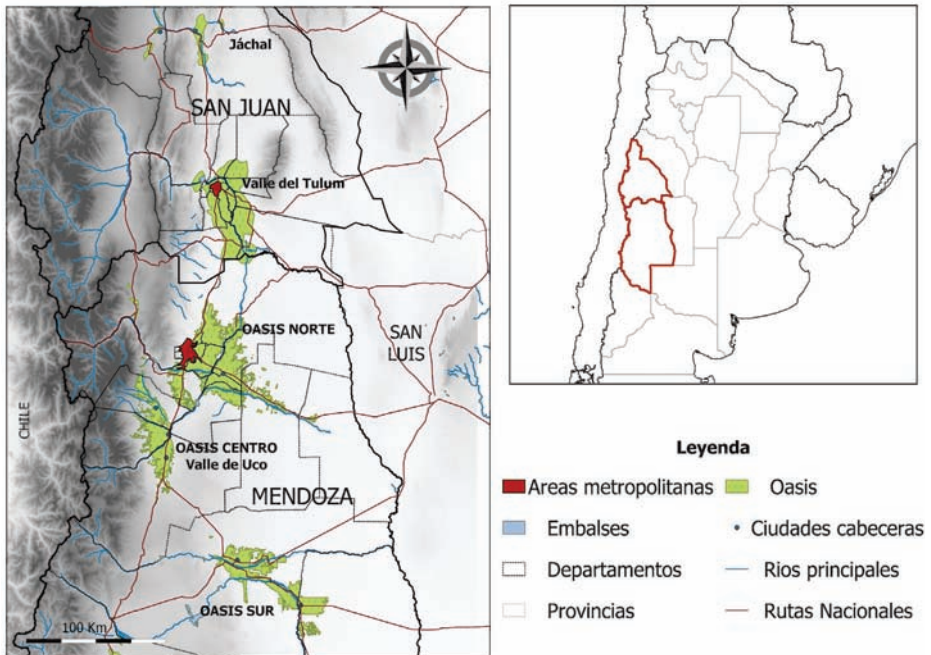 Jáchal
SAN JUAN
Valle del Tulum
OASIS NORTE
SAN
LUIS
CHILE
OASIS CENTRO
Valle de Uco
MENDOZA
OASIS SUR
100 Km
Leyenda
Areas metropolitanas
Oasis
Embalses
Ciudades cabeceras
Departamentos
Rios principales
Provincias
Rutas Nacionales